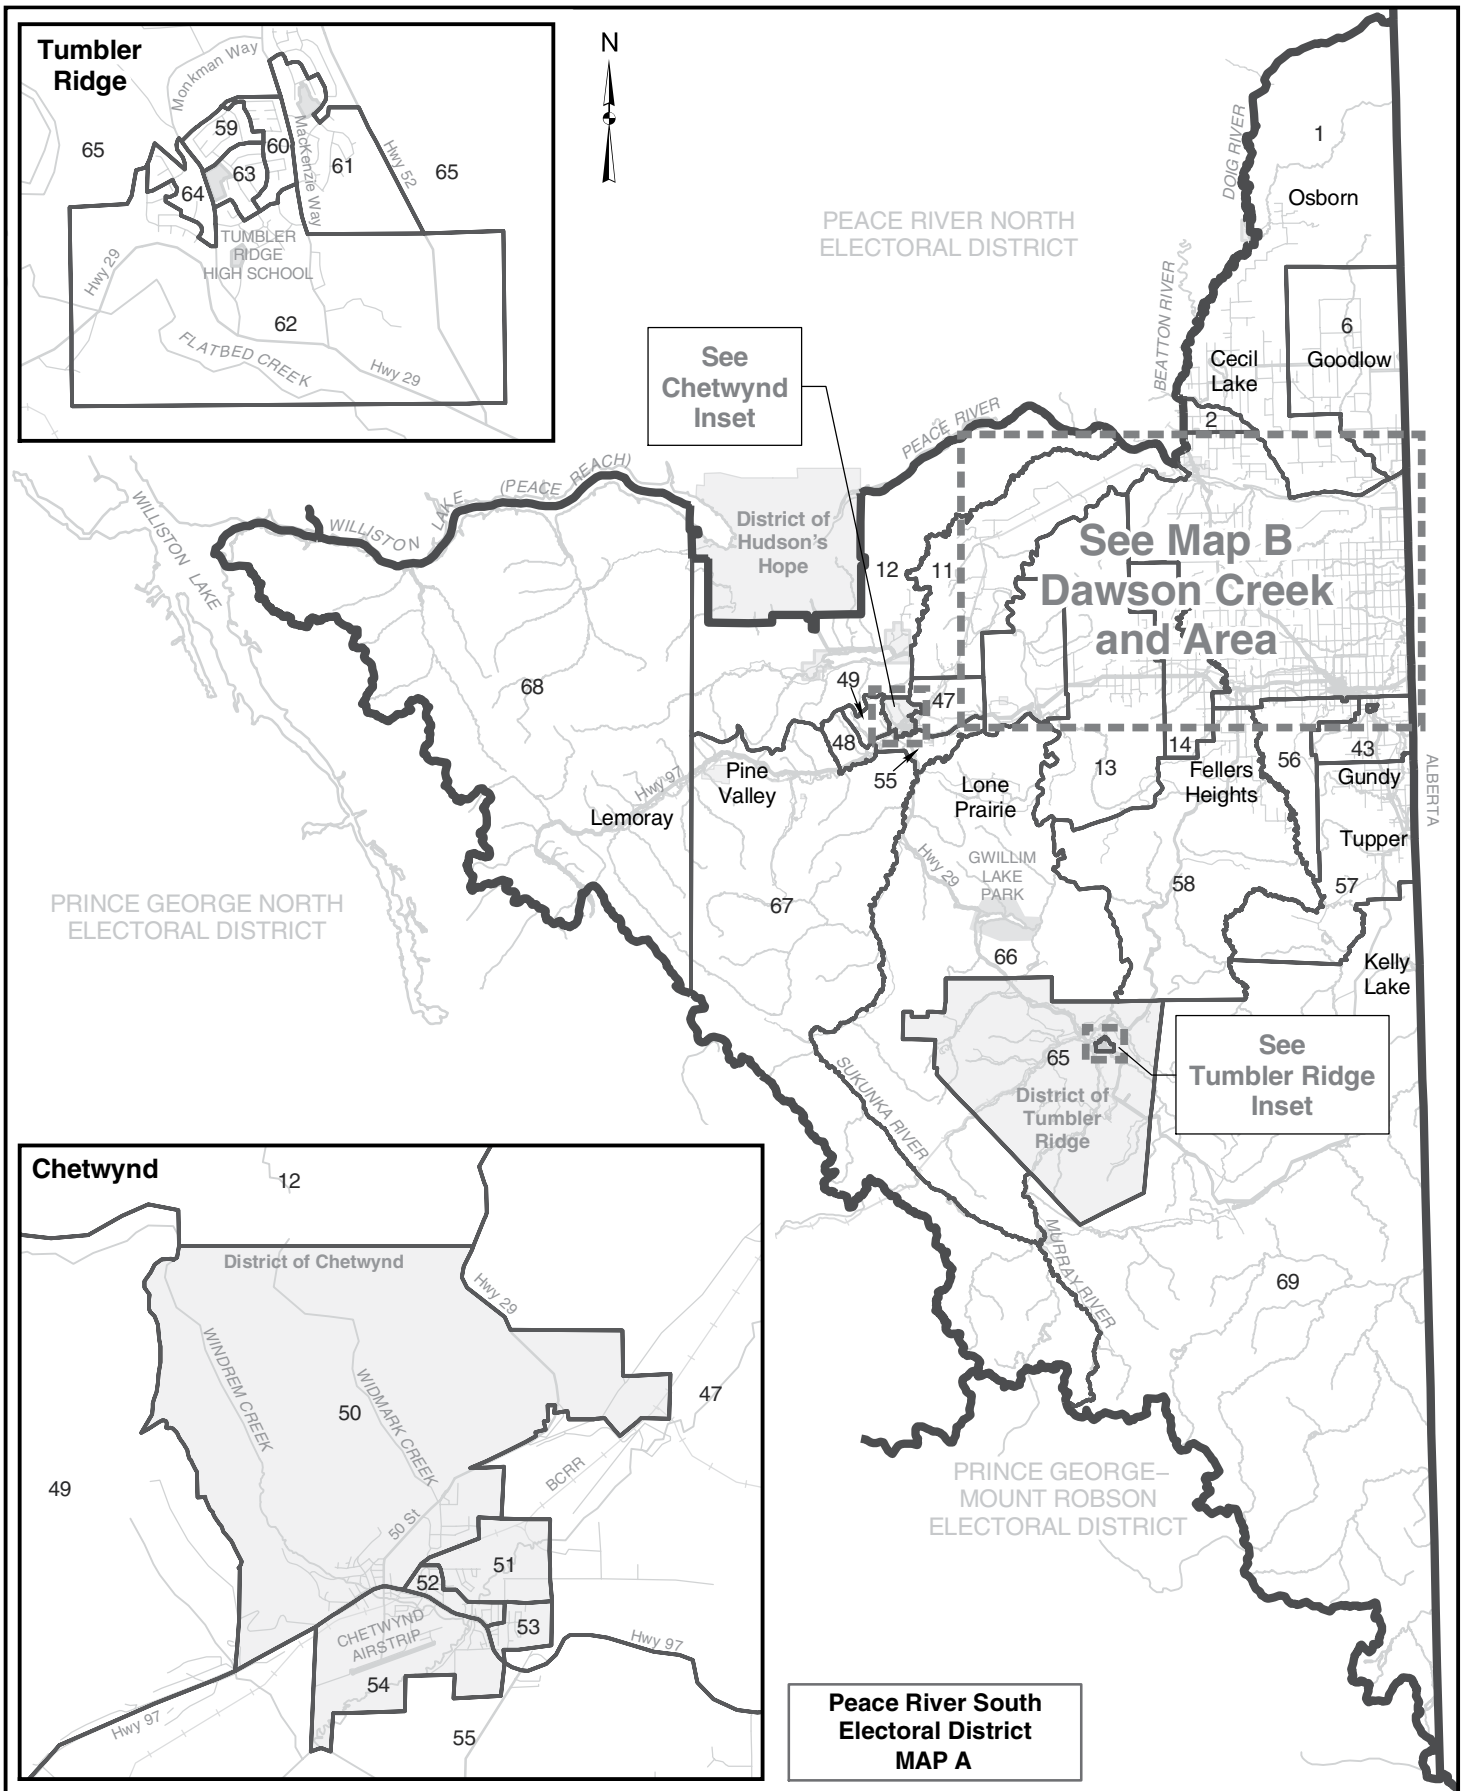 Tumbler
Ridge
Monkman Way
59
60
65
63
61
65
64
MacKenzie Way
Hwy 52
TUMBLER
RIDGE
HIGH SCHOOL
Hwy 29
62
FLATBED CREEK
Hwy 29
N
PEACE RIVER NORTH
ELECTORAL DISTRICT
DOIG RIVER
1
Osborn
BEATTON RIVER
6
Goodlow
Cecil
Lake
2
See
Chetwynd
Inset
PEACE RIVER
WILLISTON LAKE
WILLISTON LAKE (PEACE REACH)
District of
Hudson's
Hope
12
11
See Map B
Dawson Creek
and Area
68
49
47
48
55
Pine
Valley
Hwy 97
Lemoray
Lone
Prairie
13
14
Fellers
Heights
56
43
Gundy
ALBERTA
Tupper
Hwy 29
GWILLIM
LAKE
PARK
58
57
67
66
Kelly
Lake
PRINCE GEORGE NORTH
ELECTORAL DISTRICT
65
District of
Tumbler
Ridge
See
Tumbler Ridge
Inset
SUKUNKA RIVER
MURRAY RIVER
69
PRINCE GEORGE–
MOUNT ROBSON
ELECTORAL DISTRICT
Chetwynd
12
District of Chetwynd
Hwy 29
WINDREM CREEK
WIDMARK CREEK
50
47
49
BCRR
50 St
51
52
53
CHETWYND
AIRSTRIP
54
Hwy 97
Hwy 97
55
Peace River South
Electoral District
MAP A